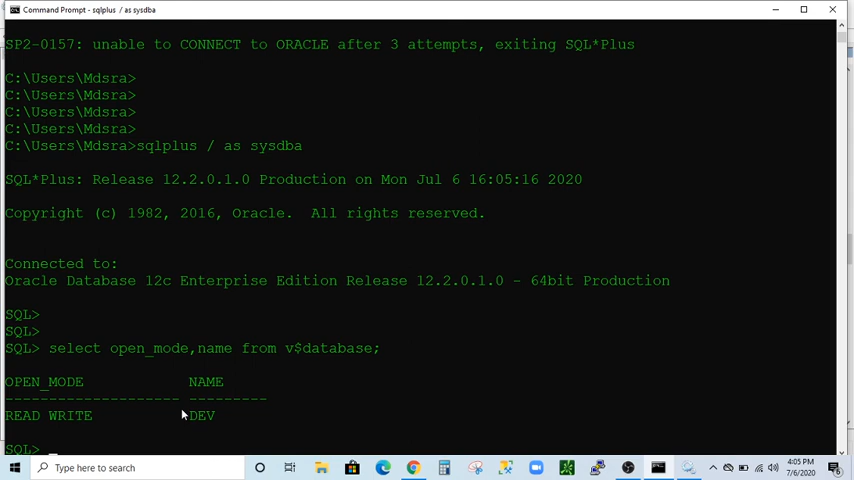 Command Prompt - sqlplus / as sysdba
SP2-0157: unable to CONNECT to ORACLE after 3 attempts, exiting SQL*Plus
C:\Users\Mdsra>
C:\Users\Mdsra>
C:\Users\Mdsra>
C:\Users\Mdsra>
C:\Users\Mdsra>sqlplus / as sysdba
SQL*Plus: Release 12.2.0.1.0 Production on Mon Jul 6 16:05:16 2020
Copyright (c) 1982, 2016, Oracle.  All rights reserved.
Connected to:
Oracle Database 12c Enterprise Edition Release 12.2.0.1.0 - 64bit Production
SQL>
SQL>
SQL> select open_mode,name from v$database;
OPEN_MODE            NAME
-------------------- ---------
READ WRITE           DEV
SQL>
Type here to search
4:05 PM
7/6/2020